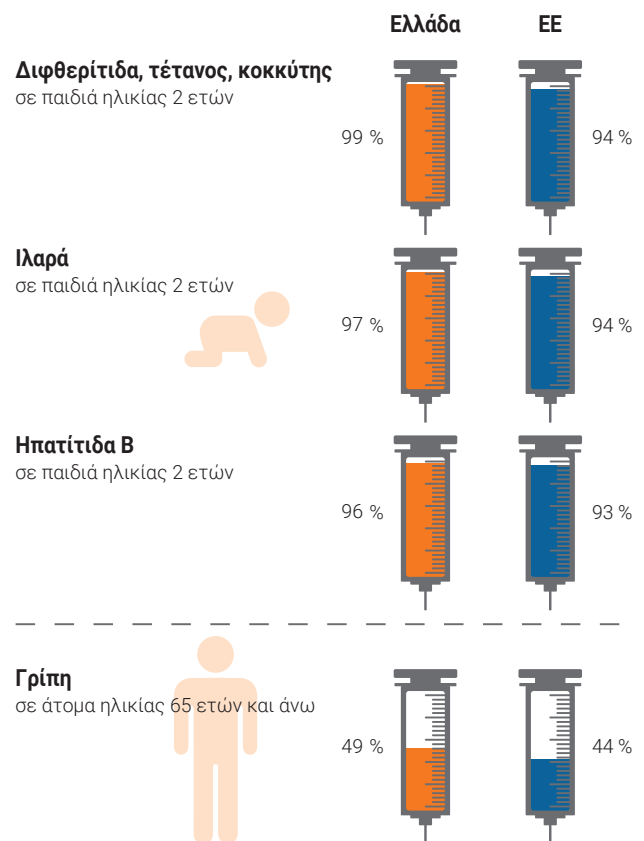 Ελλάδα ΕΕ
Διφθερίτιδα, τέτανος, κοκκύτης
σε παιδιά ηλικίας 2 ετών
99 % 94 %
Ιλαρά
σε παιδιά ηλικίας 2 ετών
97 % 94 %
Ηπατίτιδα Β
σε παιδιά ηλικίας 2 ετών
96 % 93 %
Γρίπη
σε άτομα ηλικίας 65 ετών και άνω
49 % 44 %